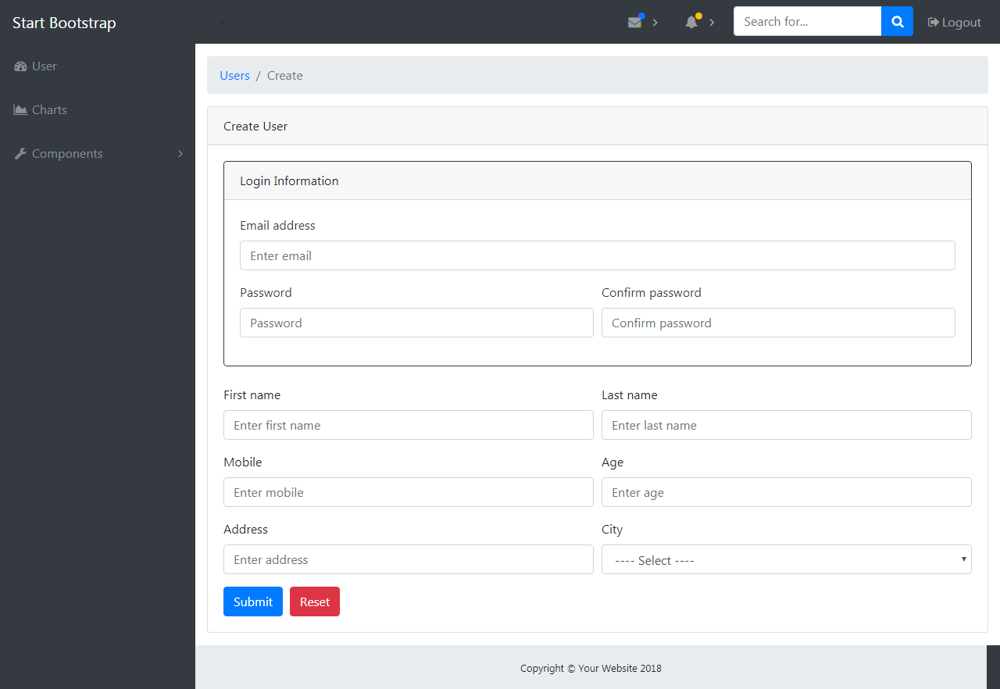 Start Bootstrap
Search for...
Logout
User
Charts
Components
Users / Create
Create User
Login Information
Email address
Enter email
Password Confirm password
Password Confirm password
First name Last name
Enter first name Enter last name
Mobile Age
Enter mobile Enter age
Address City
Enter address ---- Select ----
Submit Reset
Copyright © Your Website 2018